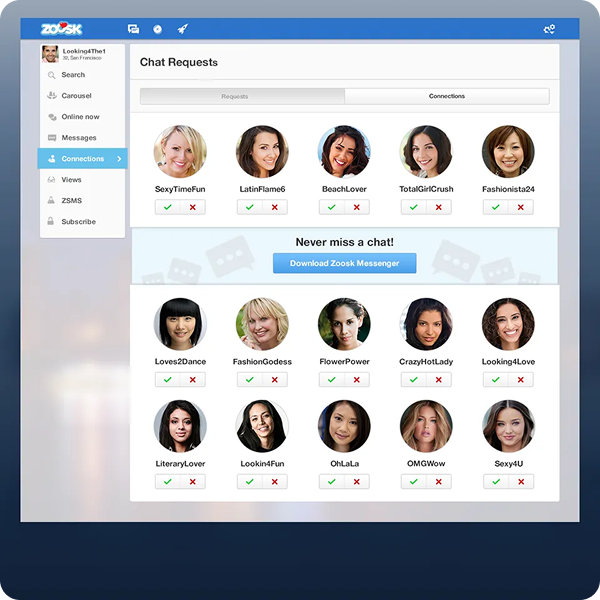 ZOOSK
Looking4The1
32, San Francisco
Search
Carousel
Online now
Messages
Connections
Views
ZSMS
Subscribe
Chat Requests
Requests
Connections
SexyTimeFun
LatinFlame6
BeachLover
TotalGirlCrush
Fashionista24
Never miss a chat!
Download Zoosk Messenger
Loves2Dance
FashionGodess
FlowerPower
CrazyHotLady
Looking4Love
LiteraryLover
Lookin4Fun
OhLaLa
OMGWow
Sexy4U